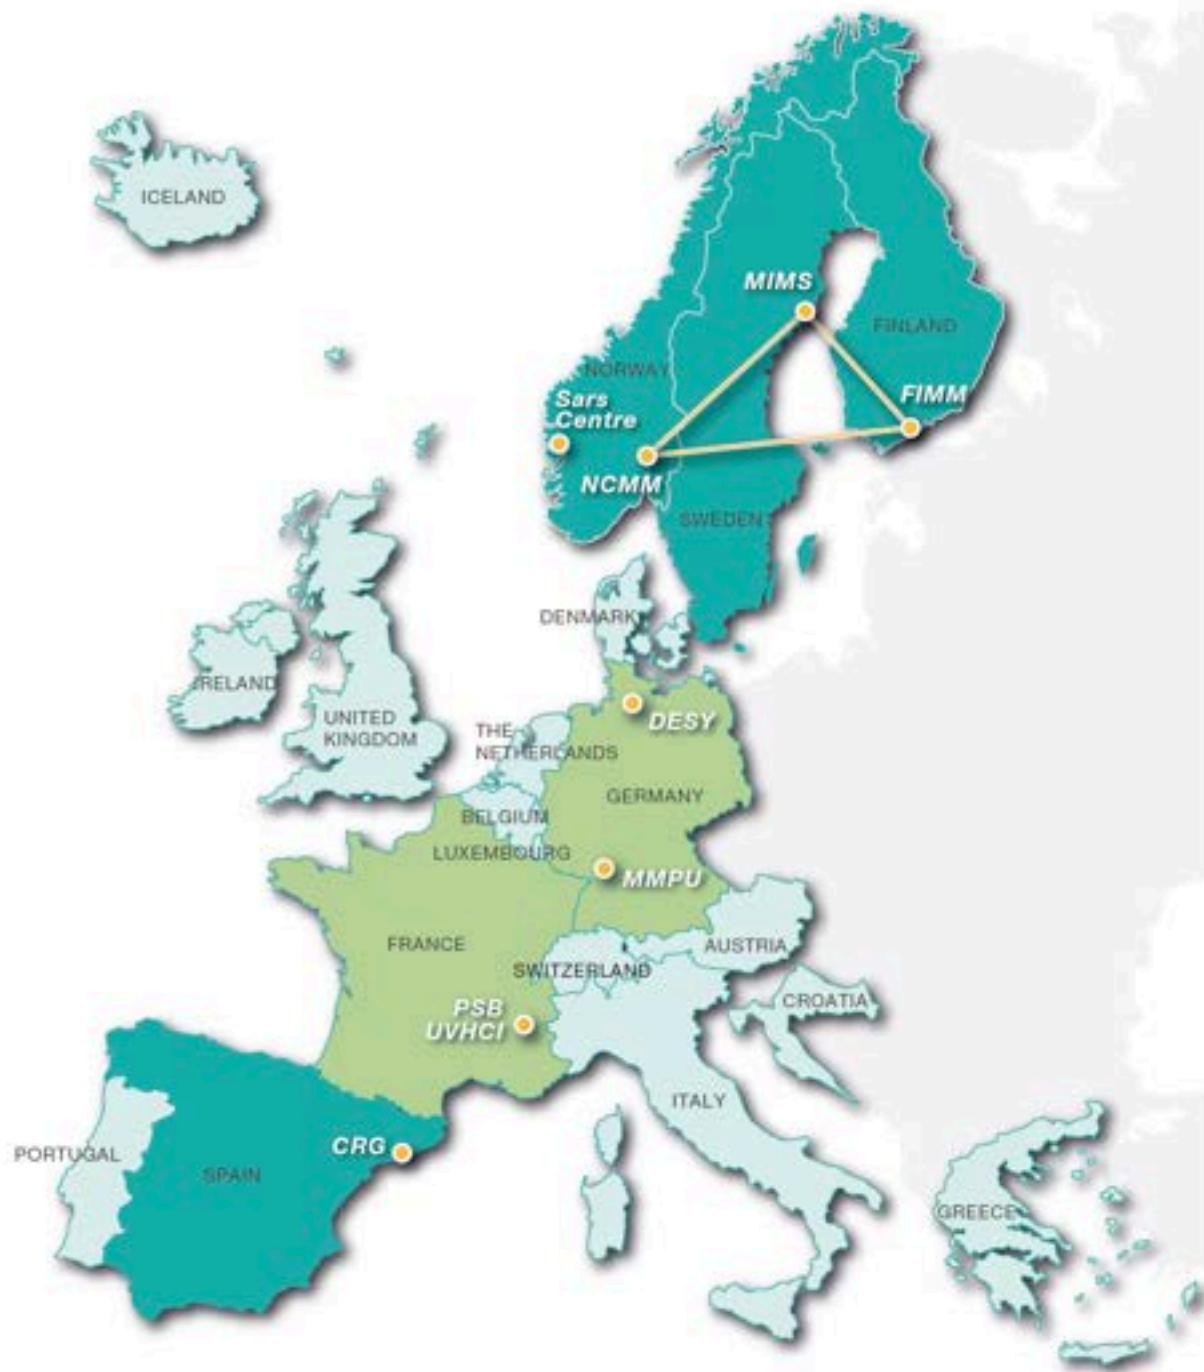 ICELAND
MIMS
FINLAND
NORWAY
FIMM
Sars
Centre
NCMM
SWEDEN
DENMARK
IRELAND
UNITED
KINGDOM
DESY
THE
NETHERLANDS
GERMANY
BELGIUM
LUXEMBOURG
MMPU
FRANCE
AUSTRIA
SWITZERLAND
CROATIA
PSB
UVHCI
ITALY
CRG
PORTUGAL
SPAIN
GREECE